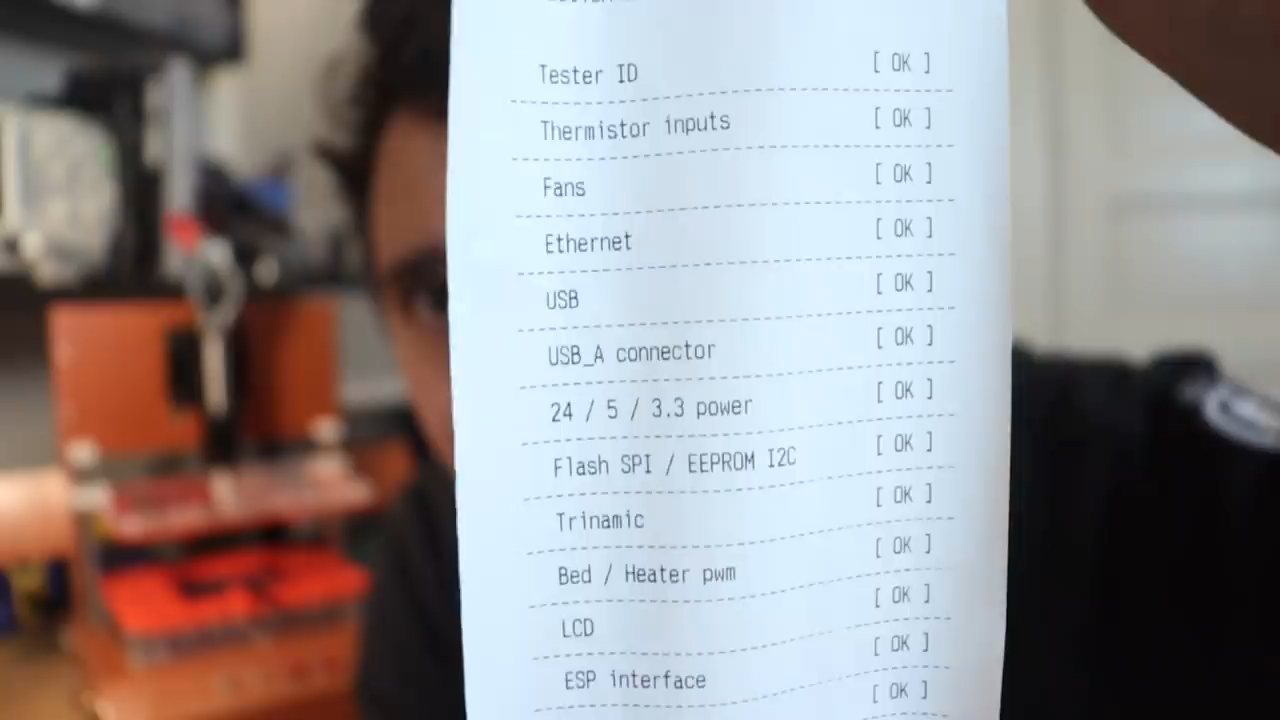 Tester ID [ OK ]
Thermistor inputs [ OK ]
Fans [ OK ]
Ethernet [ OK ]
USB [ OK ]
USB_A connector [ OK ]
24 / 5 / 3.3 power [ OK ]
Flash SPI / EEPROM I2C [ OK ]
Trinamic [ OK ]
Bed / Heater pwm [ OK ]
LCD [ OK ]
ESP interface [ OK ]
[ OK ]